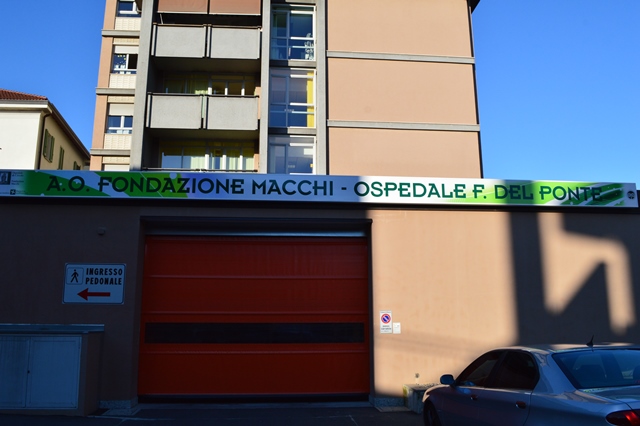 A.O. FONDAZIONE MACCHI - OSPEDALE F. DEL PONTE
INGRESSO
PEDONALE